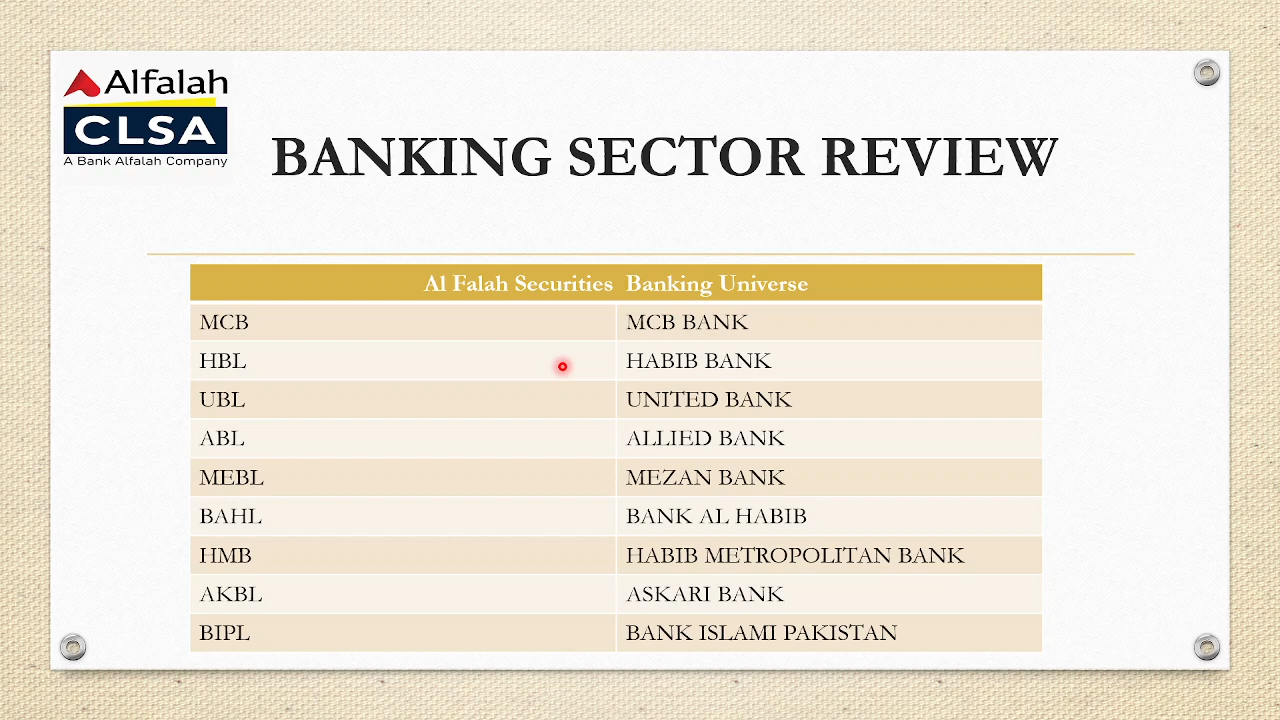 Alfalah
CLSA
A Bank Alfalah Company
BANKING SECTOR REVIEW
Al Falah Securities Banking Universe
MCB MCB BANK
HBL HABIB BANK
UBL UNITED BANK
ABL ALLIED BANK
MEBL MEZAN BANK
BAHL BANK AL HABIB
HMB HABIB METROPOLITAN BANK
AKBL ASKARI BANK
BIPL BANK ISLAMI PAKISTAN